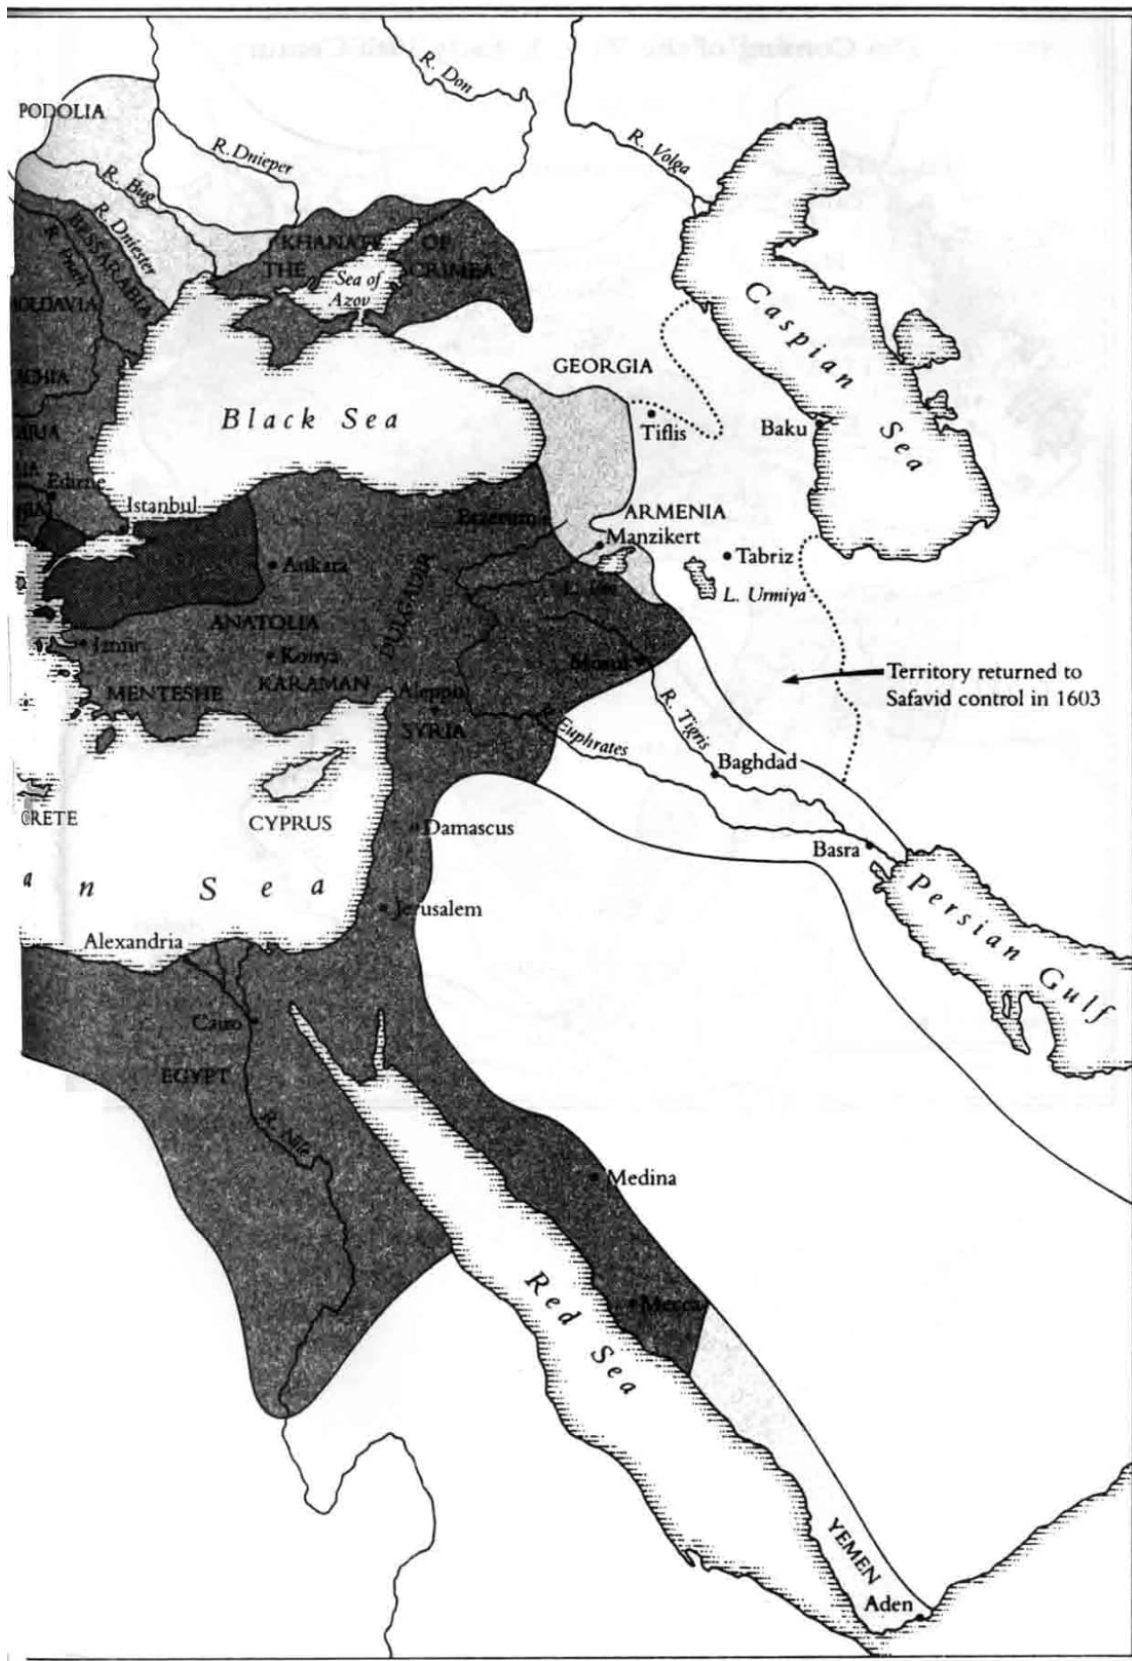 R. Don
PODOLIA
R. Dnieper
R. Volga
R. Bug
R. Dniester
BESSARABIA
R. Pruth
KHANATE OF
THE CRIMEA
Sea of
Azov
MOLDAVIA
Caspian
Sea
GEORGIA
Black Sea
Tiflis
Baku
Edirne
Istanbul
Erzerum
ARMENIA
Manzikert
Ankara
Tabriz
DULGADIR
L. Van
L. Urmiya
ANATOLIA
Izmir
Konya
Mosul
Territory returned to
Safavid control in 1603
MENTESHE
KARAMAN
Aleppo
R. Tigris
SYRIA
R. Euphrates
Baghdad
CRETE
CYPRUS
Damascus
Basra
a n S e a
Jerusalem
Persian Gulf
Alexandria
Cairo
EGYPT
R. Nile
Medina
Red
Sea
Mecca
YEMEN
Aden